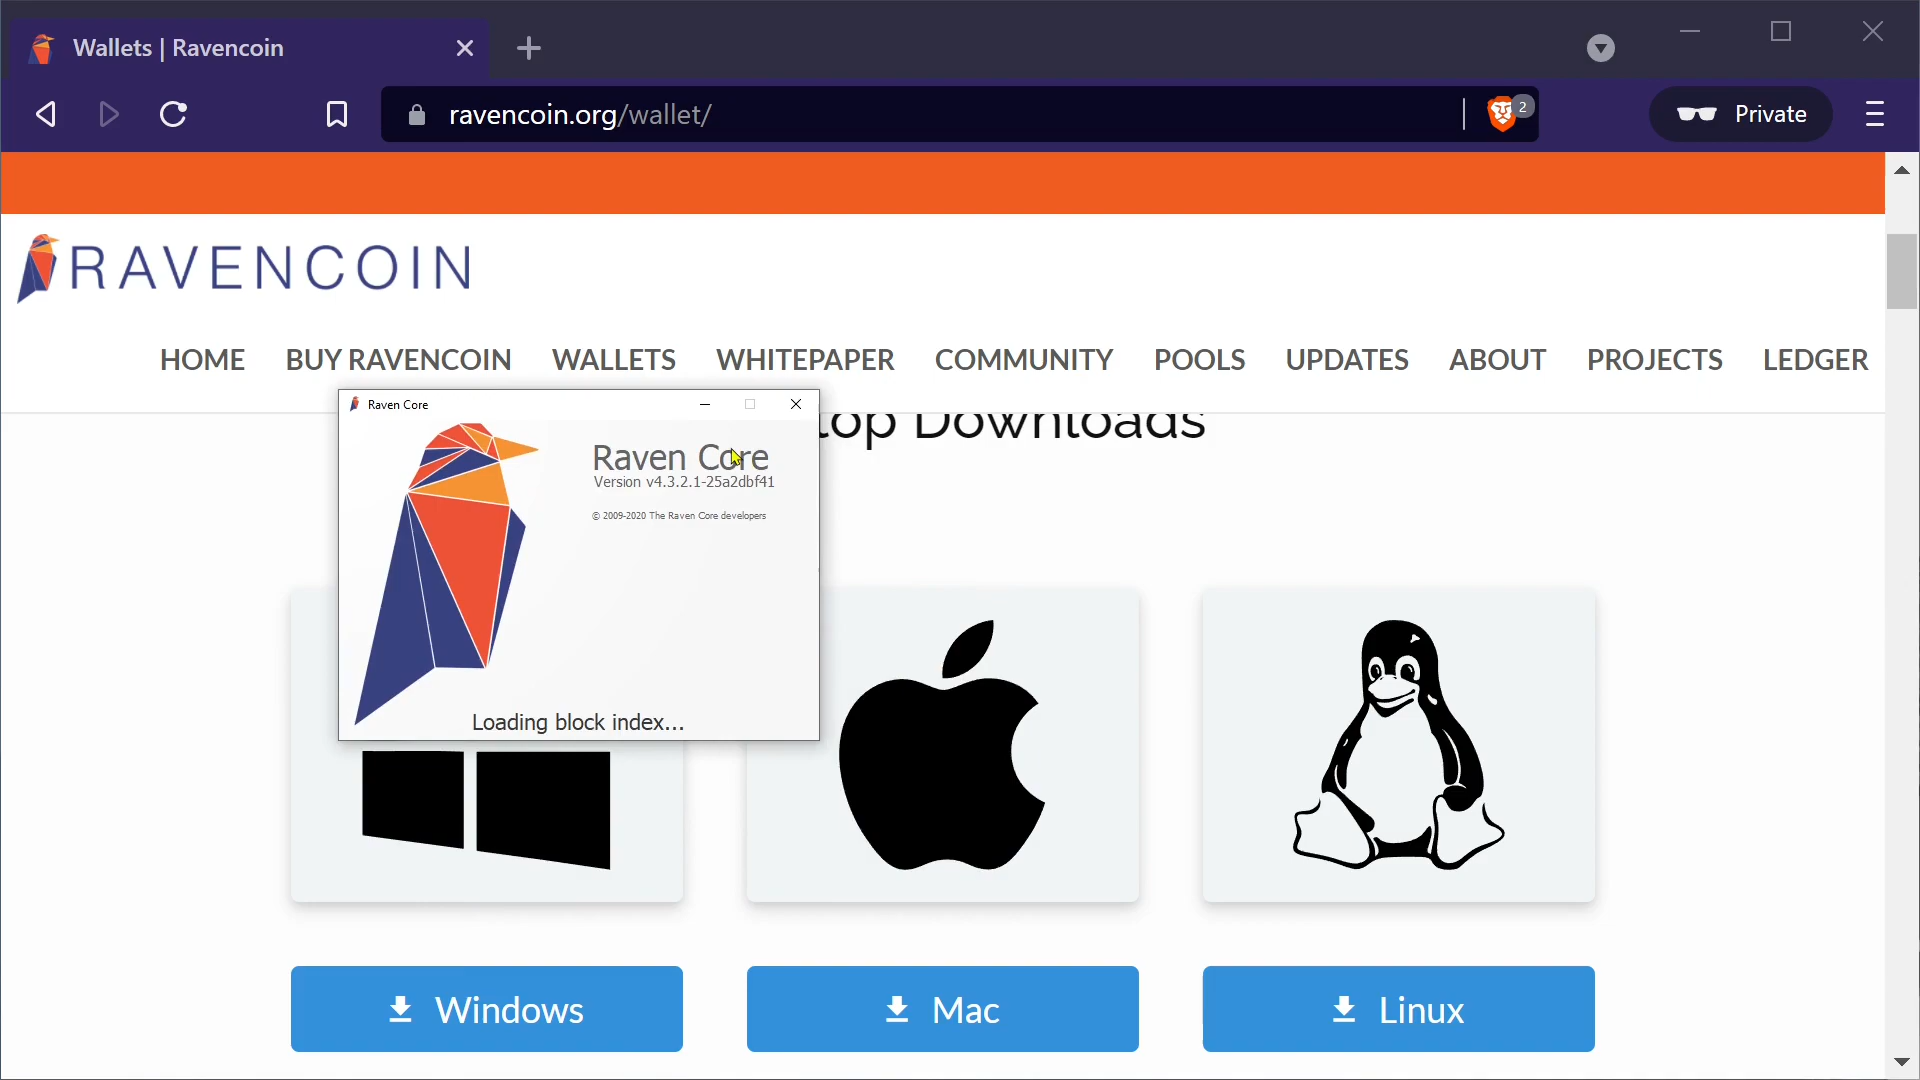 Wallets | Ravencoin
ravencoin.org/wallet/
2
Private
RAVENCOIN
HOME BUY RAVENCOIN WALLETS WHITEPAPER COMMUNITY POOLS UPDATES ABOUT PROJECTS LEDGER
Raven Core
top Downloads
Raven Core
Version v4.3.2.1-25a2dbf41
© 2009-2020 The Raven Core developers
Loading block index...
Windows
Mac
Linux